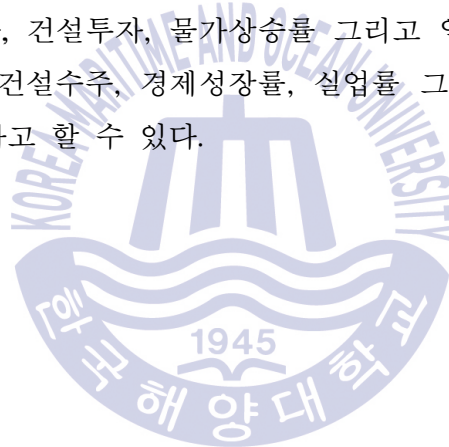 , 건설투자, 물가상승률 그리고
건설수주, 경제성장률, 실업률 그
고 할 수 있다.
KOREA MARITIME AND OCEAN UNIVERSITY
1945
한국해양대학교